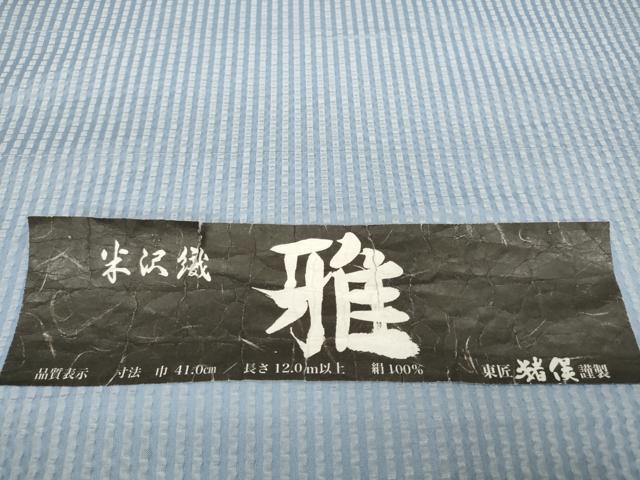 米沢織
雅
品質表示 寸法 巾 41.0cm / 長さ 12.0m以上 絹 100% 東匠 猪俣 謹製